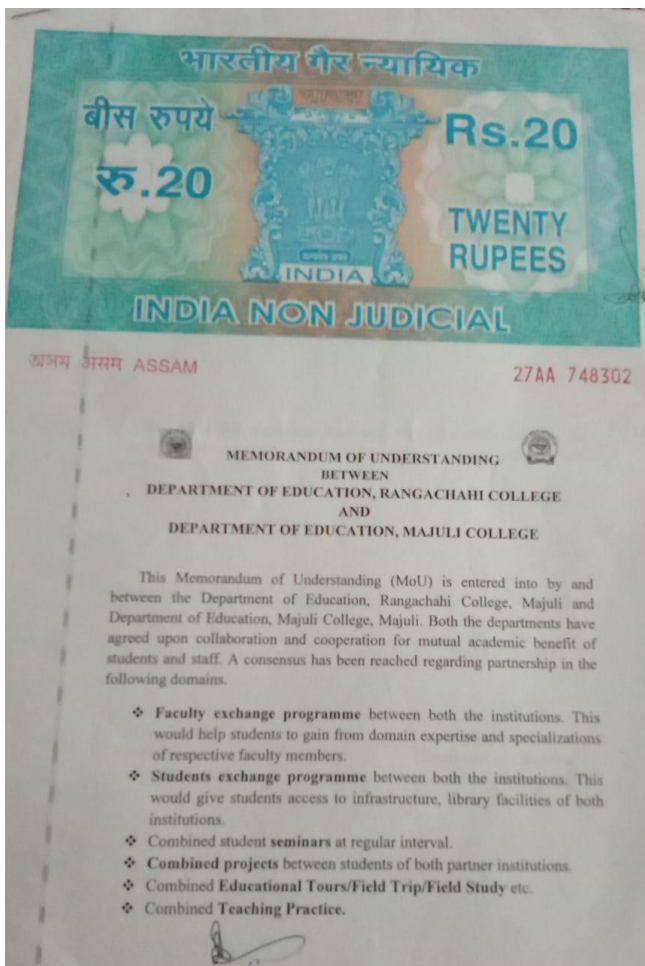 भारतीय गैर न्यायिक
बीस रुपये
रु.20
Rs.20
TWENTY
RUPEES
INDIA
INDIA NON JUDICIAL
অসম असम ASSAM
27AA 748302
MEMORANDUM OF UNDERSTANDING
BETWEEN
DEPARTMENT OF EDUCATION, RANGACHAHI COLLEGE
AND
DEPARTMENT OF EDUCATION, MAJULI COLLEGE
This Memorandum of Understanding (MoU) is entered into by and
between the Department of Education, Rangachahi College, Majuli and
Department of Education, Majuli College, Majuli. Both the departments have
agreed upon collaboration and cooperation for mutual academic benefit of
students and staff. A consensus has been reached regarding partnership in the
following domains.
❖ Faculty exchange programme between both the institutions. This
would help students to gain from domain expertise and specializations
of respective faculty members.
❖ Students exchange programme between both the institutions. This
would give students access to infrastructure, library facilities of both
institutions.
❖ Combined student seminars at regular interval.
❖ Combined projects between students of both partner institutions.
❖ Combined Educational Tours/Field Trip/Field Study etc.
❖ Combined Teaching Practice.